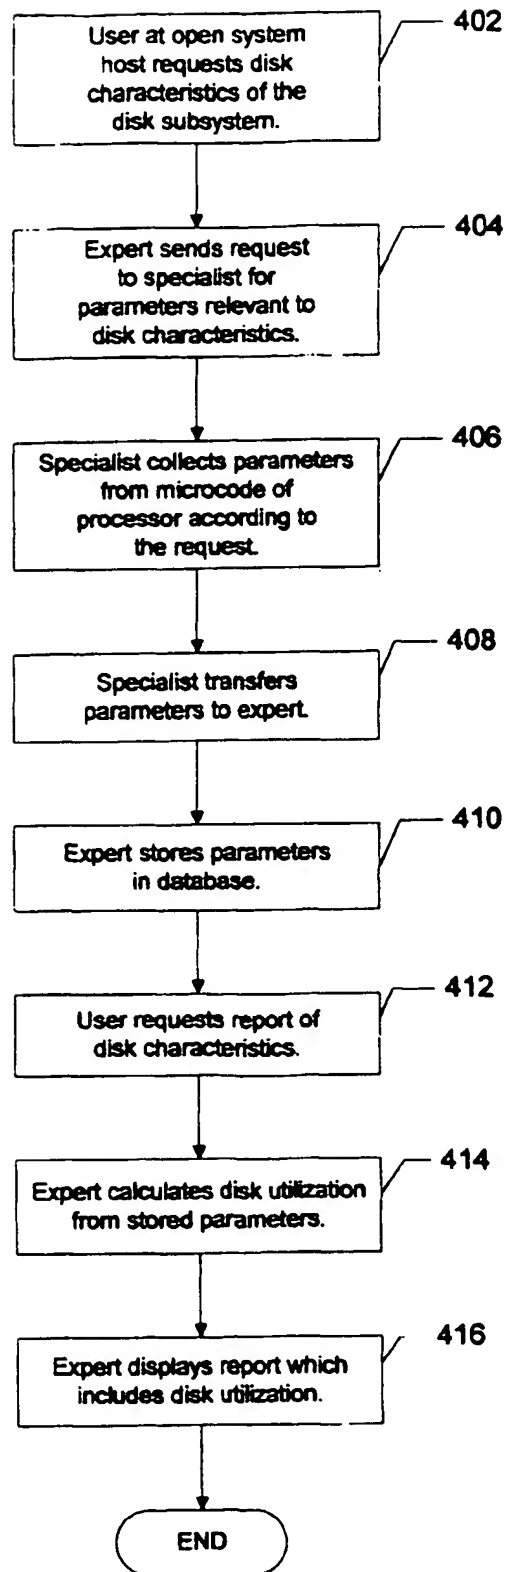 402
User at open system
host requests disk
characteristics of the
disk subsystem.
404
Expert sends request
to specialist for
parameters relevant to
disk characteristics.
406
Specialist collects parameters
from microcode of
processor according to
the request.
408
Specialist transfers
parameters to expert.
410
Expert stores parameters
in database.
412
User requests report of
disk characteristics.
414
Expert calculates disk utilization
from stored parameters.
416
Expert displays report which
includes disk utilization.
END